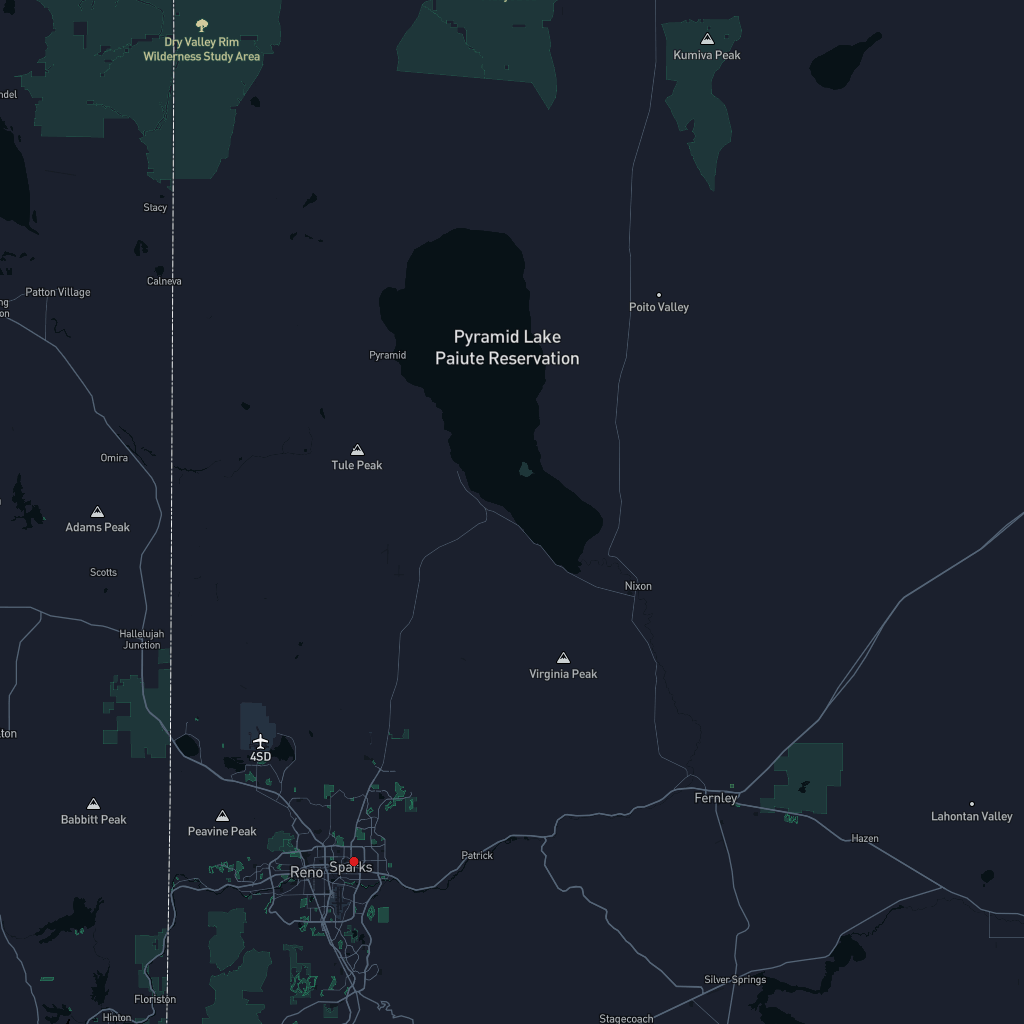 Dry Valley Rim
Wilderness Study Area
Kumiva Peak
Stacy
Calneva
Patton Village
Poito Valley
Pyramid Lake
Paiute Reservation
Pyramid
Omira
Tule Peak
Adams Peak
Scotts
Nixon
Hallelujah
Junction
Virginia Peak
4SD
Fernley
Babbitt Peak
Peavine Peak
Lahontan Valley
Hazen
Patrick
Reno
Sparks
Silver Springs
Floriston
Hinton
Stagecoach